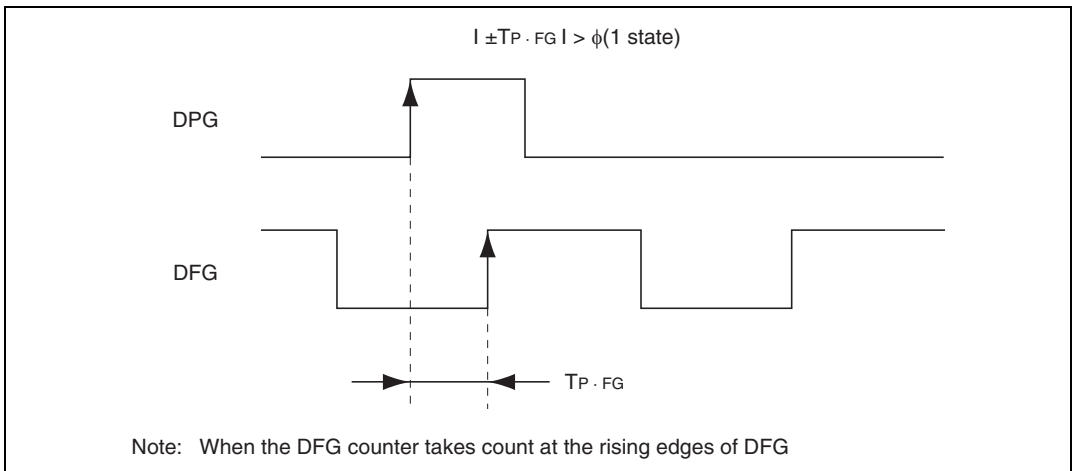 I ±TP · FG I > ϕ(1 state)
DPG
DFG
TP · FG
Note: When the DFG counter takes count at the rising edges of DFG